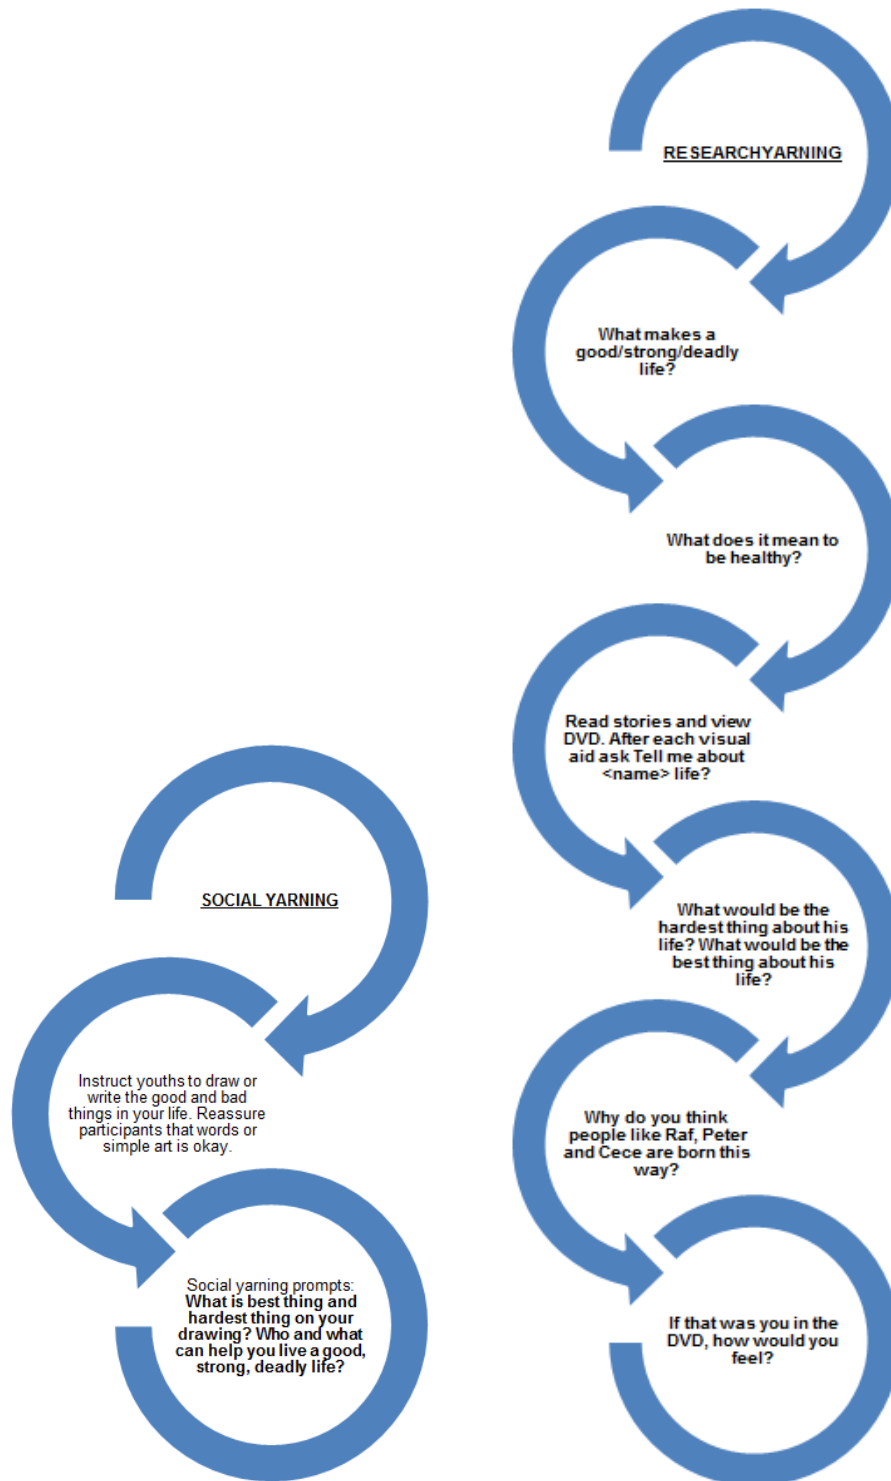 RESEARCHYARNING
What makes a
good/strong/deadly
life?
What does it mean to
be healthy?
Read stories and view
DVD. After each visual
aid ask Tell me about
<name> life?
What would be the
hardest thing about his
life? What would be the
best thing about his
life?
Why do you think
people like Raf, Peter
and Cece are born this
way?
If that was you in the
DVD, how would you
feel?
SOCIAL YARNING
Instruct youths to draw or
write the good and bad
things in your life. Reassure
participants that words or
simple art is okay.
Social yarning prompts:
What is best thing and
hardest thing on your
drawing? Who and what
can help you live a good,
strong, deadly life?